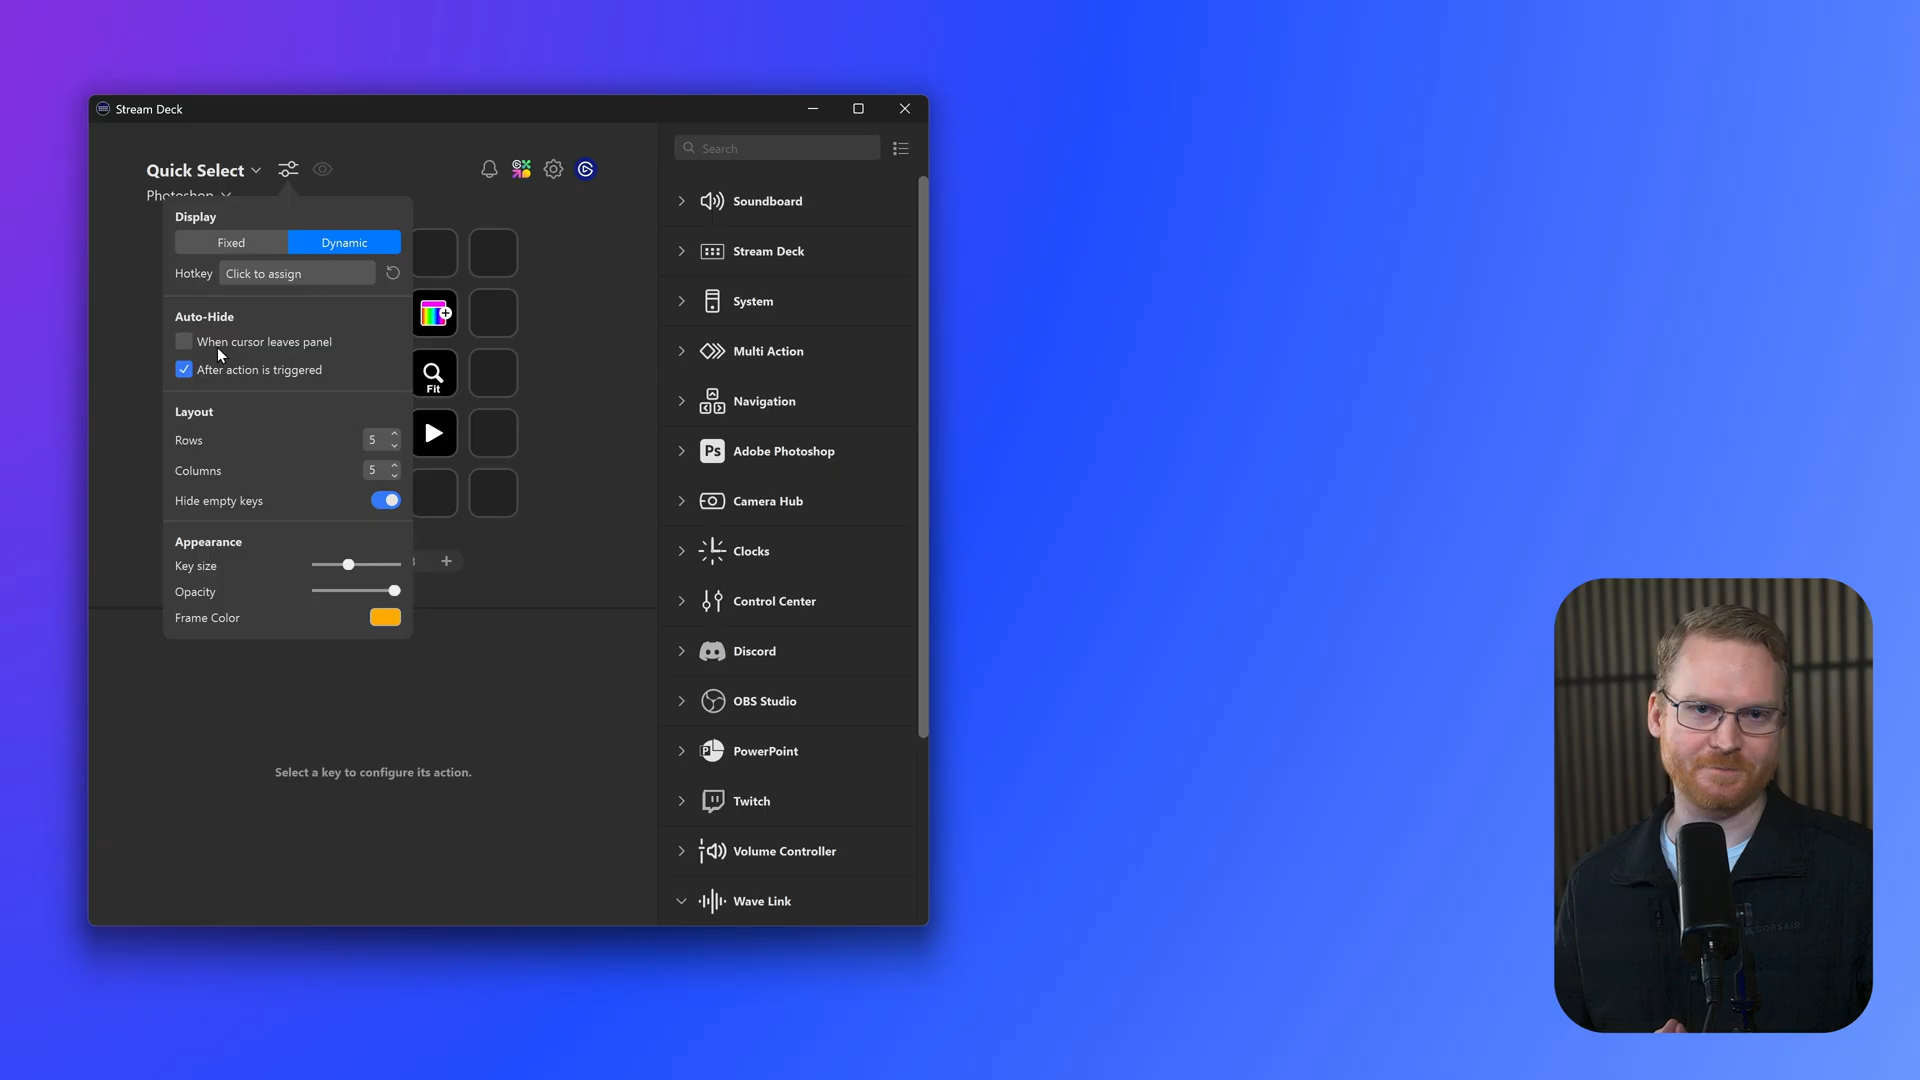 Stream Deck
Quick Select
Photoshop
Display
Fixed
Dynamic
Hotkey
Click to assign
Auto-Hide
When cursor leaves panel
After action is triggered
Layout
Rows
5
Columns
5
Hide empty keys
Appearance
Key size
Opacity
Frame Color
Fit
Select a key to configure its action.
Search
Soundboard
Stream Deck
System
Multi Action
Navigation
Ps Adobe Photoshop
Camera Hub
Clocks
Control Center
Discord
OBS Studio
PowerPoint
Twitch
Volume Controller
Wave Link
CORSAIR